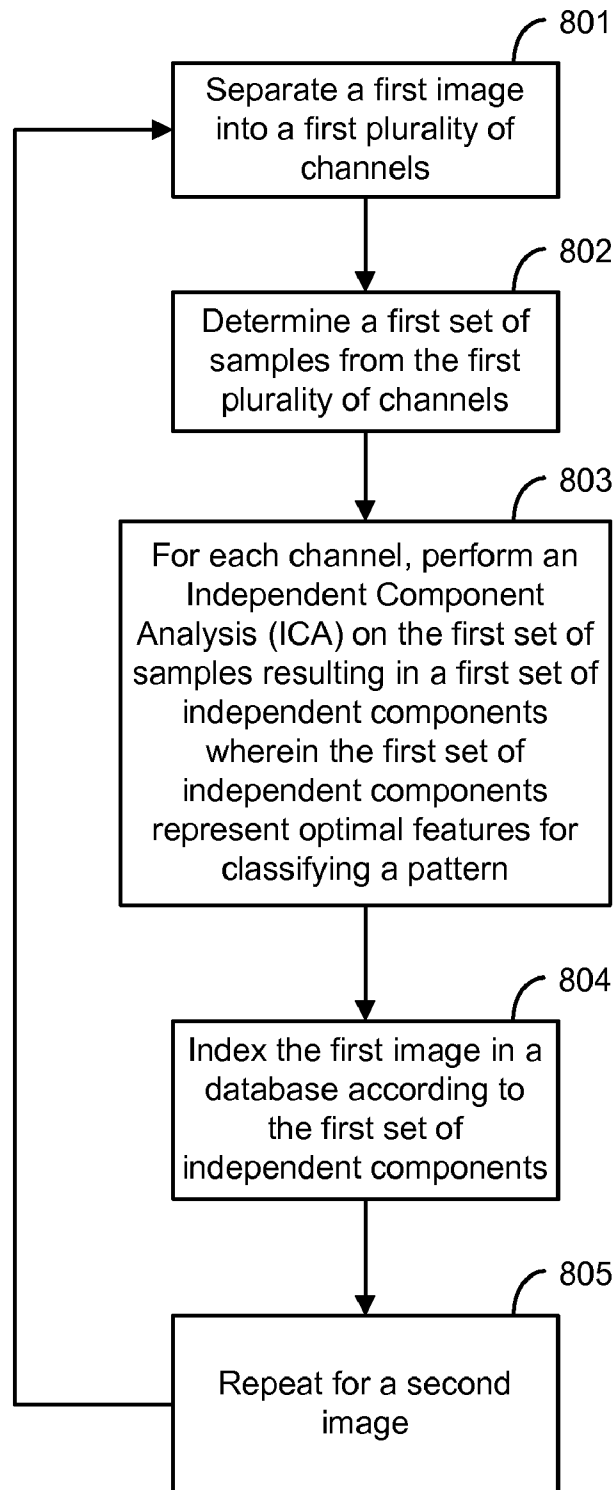 801
Separate a first image
into a first plurality of
channels
802
Determine a first set of
samples from the first
plurality of channels
803
For each channel, perform an
Independent Component
Analysis (ICA) on the first set of
samples resulting in a first set of
independent components
wherein the first set of
independent components
represent optimal features for
classifying a pattern
804
Index the first image in a
database according to
the first set of
independent components
805
Repeat for a second
image